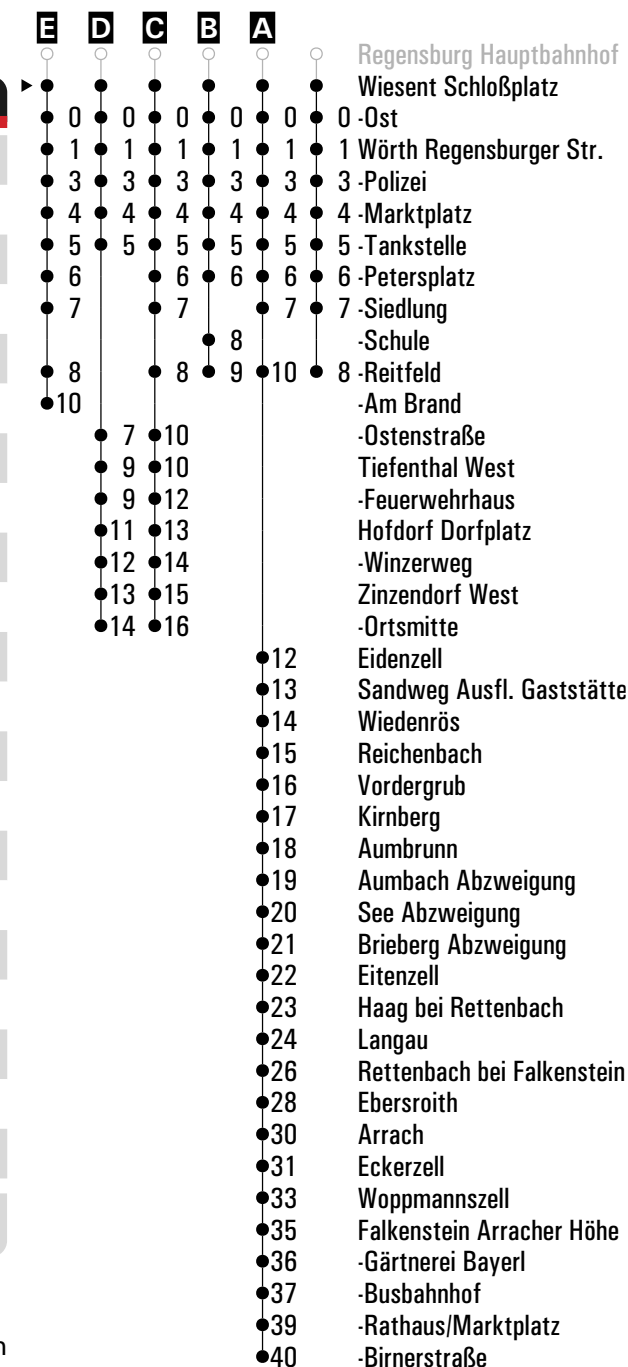 E D C B A
Regensburg Hauptbahnhof
Wiesent Schloßplatz
0 0 0 0 0 0 -Ost
1 1 1 1 1 1 Wörth Regensburger Str.
3 3 3 3 3 3 -Polizei
4 4 4 4 4 4 -Marktplatz
5 5 5 5 5 5 -Tankstelle
6 6 6 6 6 -Petersplatz
7 7 7 7 -Siedlung
8 -Schule
8 8 9 10 8 -Reitfeld
10 -Am Brand
7 10 -Ostenstraße
9 10 Tiefenthal West
9 12 -Feuerwehrhaus
11 13 Hofdorf Dorfplatz
12 14 -Winzerweg
13 15 Zinzendorf West
14 16 -Ortsmitte
12 Eidenzell
13 Sandweg Ausfl. Gaststätte
14 Wiedenrös
15 Reichenbach
16 Vordergrub
17 Kirnberg
18 Aumbrunn
19 Aumbach Abzweigung
20 See Abzweigung
21 Brieberg Abzweigung
22 Eitenzell
23 Haag bei Rettenbach
24 Langau
26 Rettenbach bei Falkenstein
28 Ebersroith
30 Arrach
31 Eckerzell
33 Woppmannszell
35 Falkenstein Arracher Höhe
36 -Gärtnerei Bayerl
37 -Busbahnhof
39 -Rathaus/Marktplatz
40 -Birnerstraße